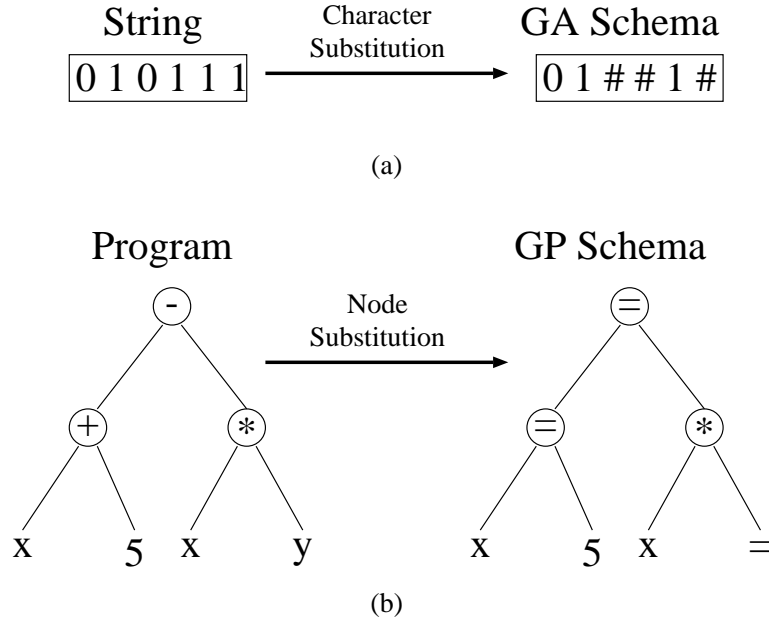 String
Character
Substitution
GA Schema
0 1 0 1 1 1
0 1 # # 1 #
(a)
Program
GP Schema
Node
Substitution
-
=
+
*
=
*
x
5
x
y
x
5
x
=
(b)